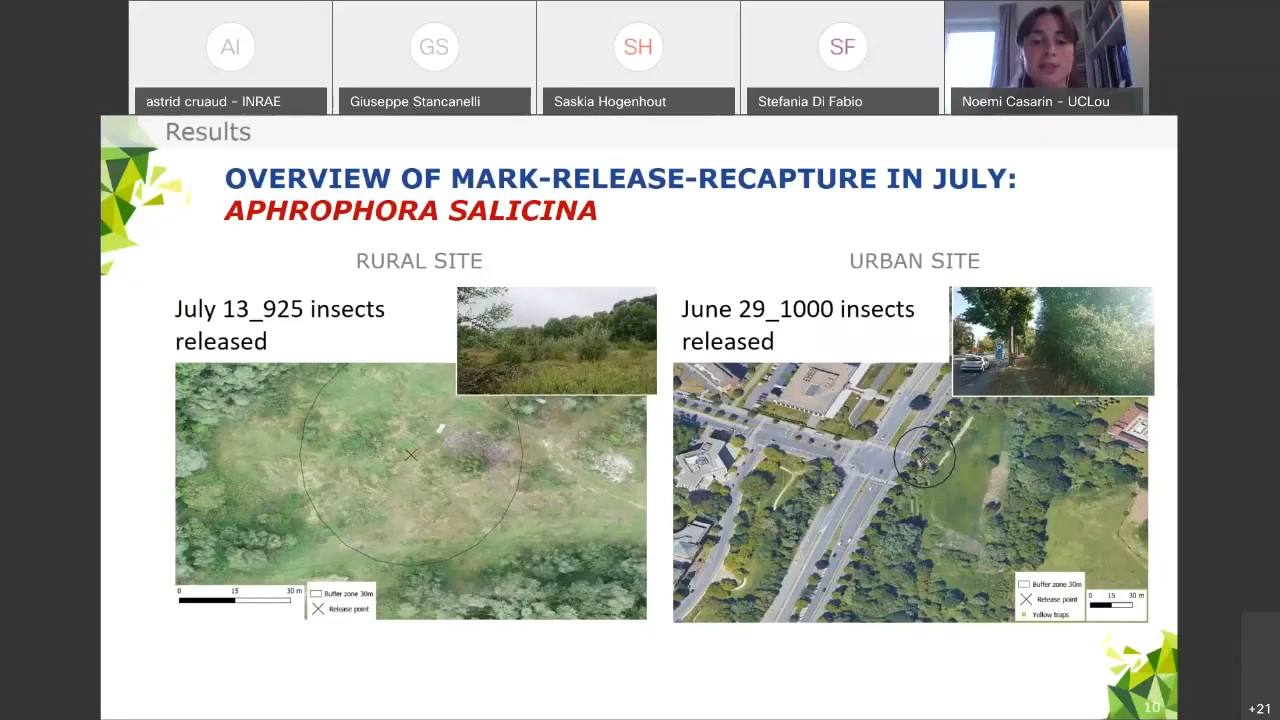 AI
GS
SH
SF
astrid cruaud - INRAE
Giuseppe Stancanelli
Saskia Hogenhout
Stefania Di Fabio
Noemi Casarin - UCLou
Results
OVERVIEW OF MARK-RELEASE-RECAPTURE IN JULY:
APHROPHORA SALICINA
RURAL SITE
URBAN SITE
July 13_925 insects
released
June 29_1000 insects
released
0 15 30 m
Buffer zone 30m
Release point
Buffer zone 30m
Release point
Yellow traps
0 15 30 m
10
+21